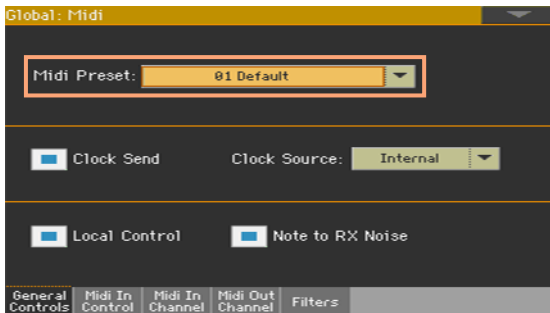 Global: Midi
Midi Preset: 01 Default
Clock Send Clock Source: Internal
Local Control Note to RX Noise
General Controls Midi In Control Midi In Channel Midi Out Channel Filters